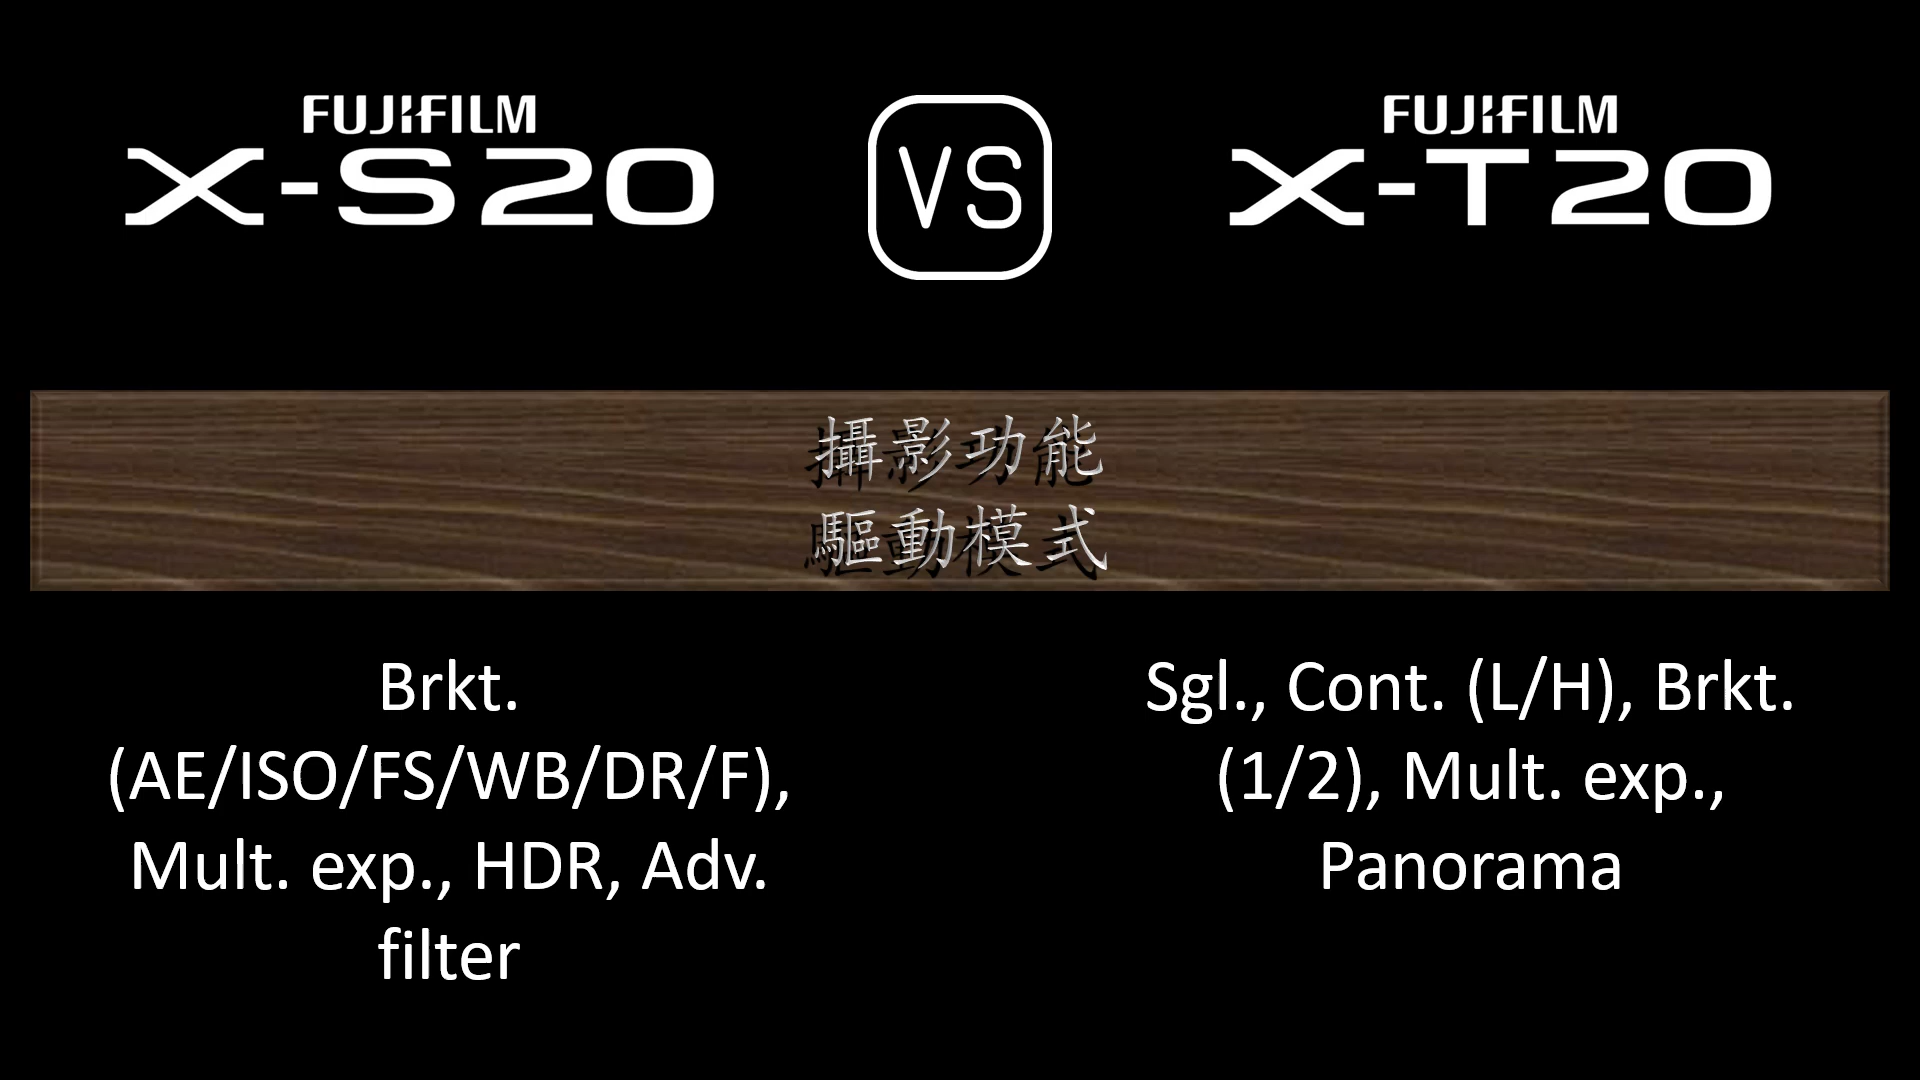 FUJIFILM
X-S20
VS
FUJIFILM
X-T20
攝影功能
驅動模式
Brkt.
(AE/ISO/FS/WB/DR/F),
Mult. exp., HDR, Adv.
filter
Sgl., Cont. (L/H), Brkt.
(1/2), Mult. exp.,
Panorama